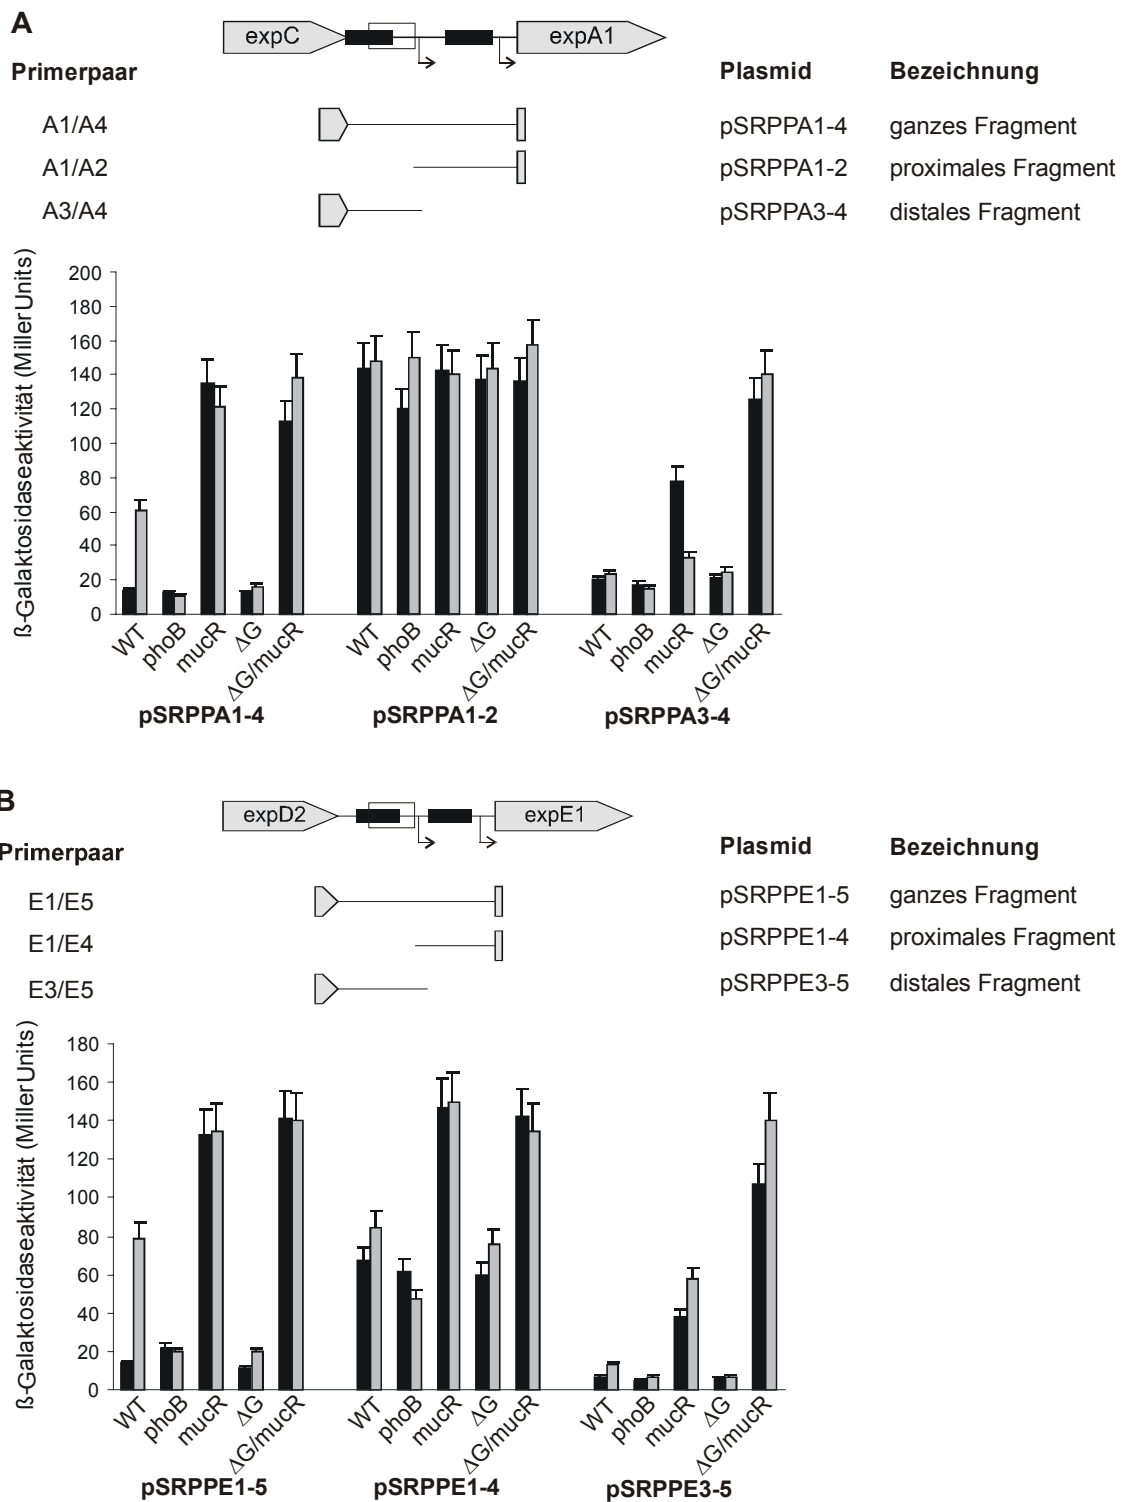 A
expC expA1
Primerpaar Plasmid Bezeichnung
A1/A4 pSRPPA1-4 ganzes Fragment
A1/A2 pSRPPA1-2 proximales Fragment
A3/A4 pSRPPA3-4 distales Fragment
ß-Galaktosidaseaktivität (Miller Units)
200
180
160
140
120
100
80
60
40
20
0
WT phoB mucR ΔG ΔG/mucR WT phoB mucR ΔG ΔG/mucR WT phoB mucR ΔG ΔG/mucR
pSRPPA1-4 pSRPPA1-2 pSRPPA3-4
B
expD2 expE1
Primerpaar Plasmid Bezeichnung
E1/E5 pSRPPE1-5 ganzes Fragment
E1/E4 pSRPPE1-4 proximales Fragment
E3/E5 pSRPPE3-5 distales Fragment
ß-Galaktosidaseaktivität (Miller Units)
180
160
140
120
100
80
60
40
20
0
WT phoB mucR ΔG ΔG/mucR WT phoB mucR ΔG ΔG/mucR WT phoB mucR ΔG ΔG/mucR
pSRPPE1-5 pSRPPE1-4 pSRPPE3-5